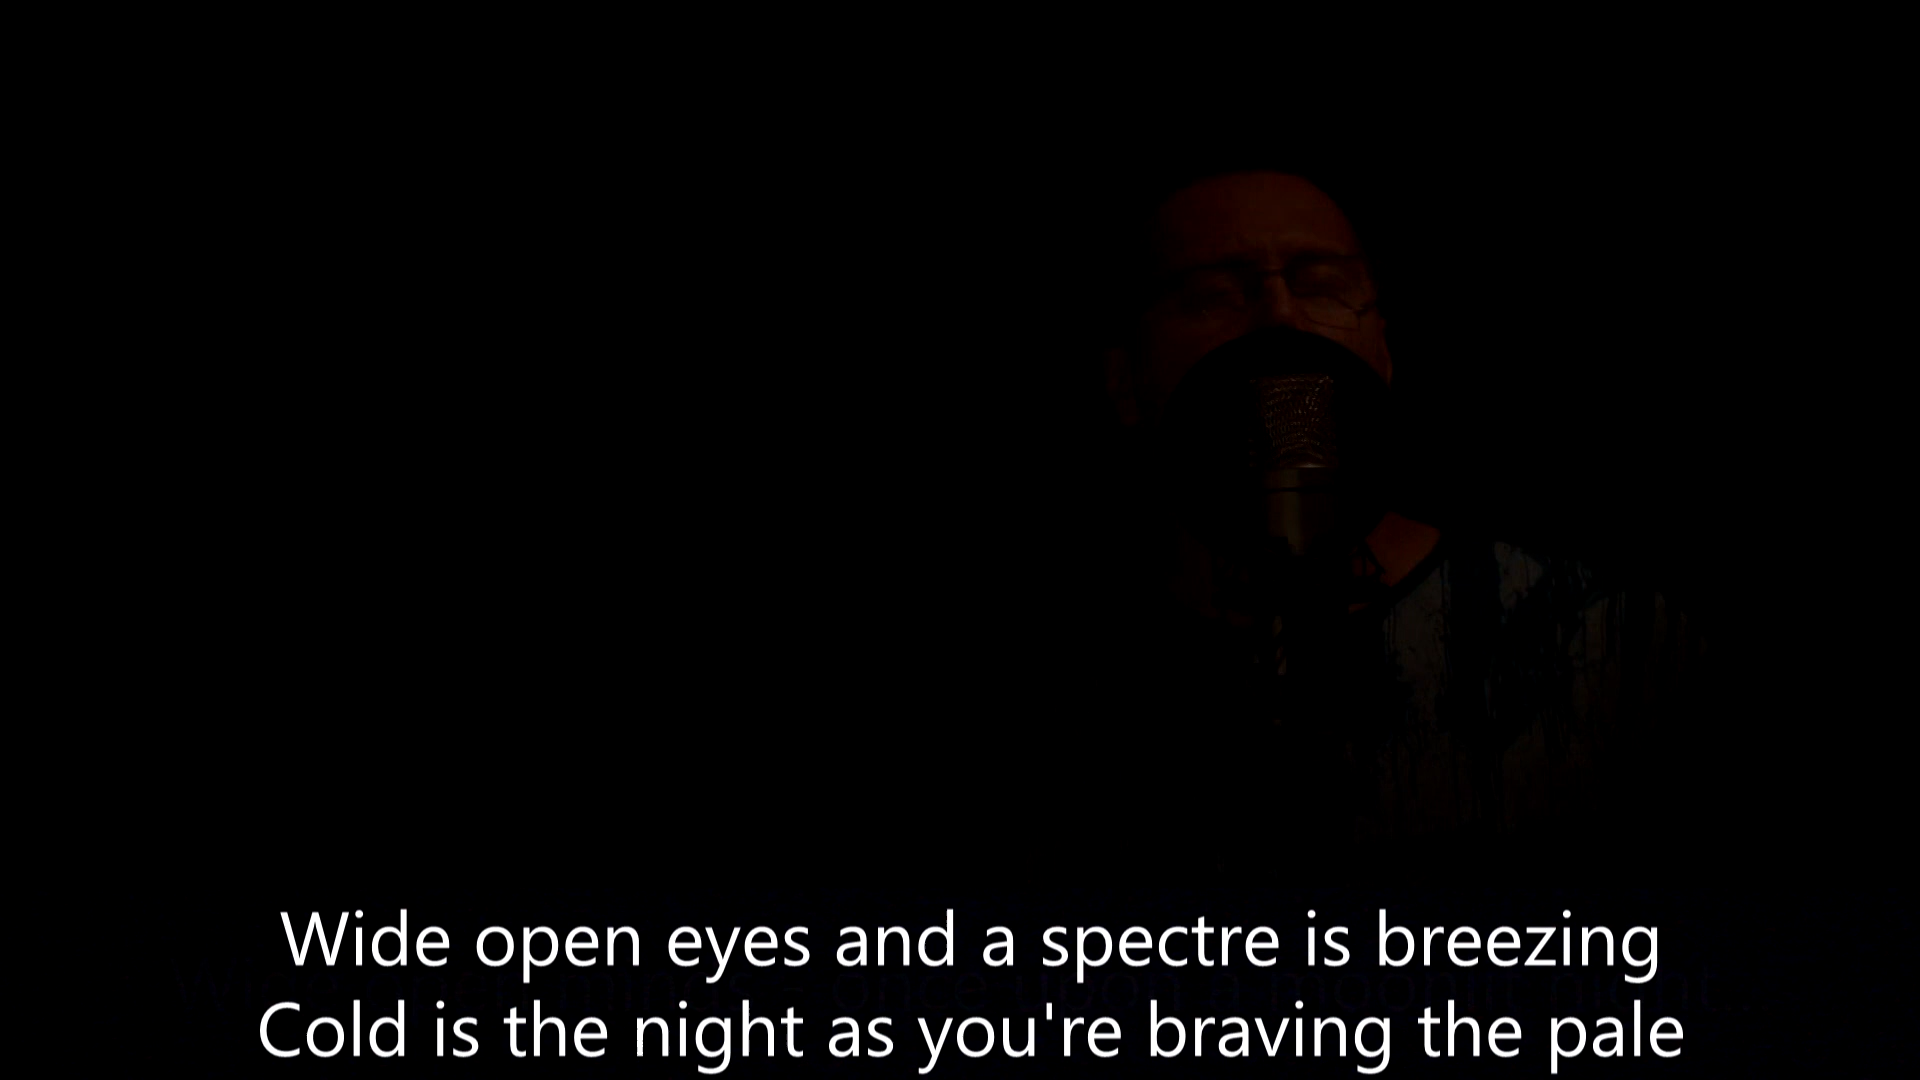 Wide open eyes and a spectre is breezing
Cold is the night as you're braving the pale